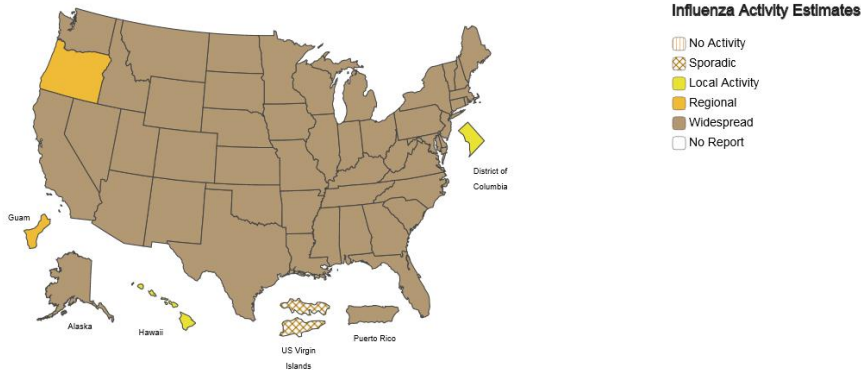 Influenza Activity Estimates
No Activity
Sporadic
Local Activity
Regional
Widespread
No Report
District of
Columbia
Guam
Alaska
Hawaii
US Virgin
Islands
Puerto Rico